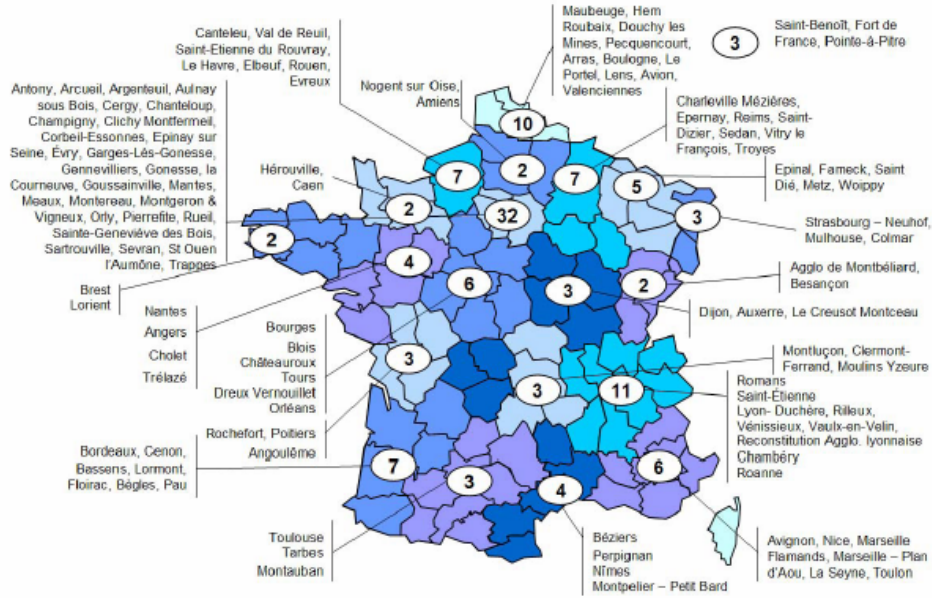 Canteleu, Val de Reuil,
Saint-Etienne du Rouvray,
Le Havre, Elbeuf, Rouen,
Evreux
Maubeuge, Hem
Roubaix, Douchy les
Mines, Pecquencourt,
Arras, Boulogne, Le
Portel, Lens, Avion,
Valenciennes
3
Saint-Benoît, Fort de
France, Pointe-à-Pitre
Antony, Arcueil, Argenteuil, Aulnay
sous Bois, Cergy, Chanteloup,
Champigny, Clichy Montfermeil,
Corbeil-Essonnes, Epinay sur
Seine, Évry, Garges-Lès-Gonesse,
Gennevilliers, Gonesse, la
Courneuve, Goussainville, Mantes,
Meaux, Montereau, Montgeron &
Vigneux, Orly, Pierrefite, Rueil,
Sainte-Geneviève des Bois,
Sartrouville, Sevran, St Ouen
l'Aumône, Trappes
Nogent sur Oise,
Amiens
Charleville Mézières,
Epernay, Reims, Saint-
Dizier, Sedan, Vitry le
François, Troyes
Hérouville,
Caen
Epinal, Fameck, Saint
Dié, Metz, Woippy
Strasbourg – Neuhof,
Mulhouse, Colmar
10
7
2
7
5
2
32
3
2
4
6
3
2
Brest
Lorient
Agglo de Montbéliard,
Besançon
Dijon, Auxerre, Le Creusot Montceau
Nantes
Angers
Cholet
Trélazé
Bourges
Blois
Châteauroux
Tours
Dreux Vernouillet
Orléans
3
3
11
Montluçon, Clermont-
Ferrand, Moulins Yzeure
Romans
Saint-Étienne
Lyon- Duchère, Rilleux,
Vénissieux, Vaulx-en-Velin,
Reconstitution Agglo. lyonnaise
Chambéry
Roanne
Rochefort, Poitiers
Angoulême
Bordeaux, Cenon,
Bassens, Lormont,
Floirac, Bégles, Pau
7
3
4
6
Toulouse
Tarbes
Montauban
Béziers
Perpignan
Nîmes
Montpelier – Petit Bard
Avignon, Nice, Marseille
Flamands, Marseille – Plan
d'Aou, La Seyne, Toulon